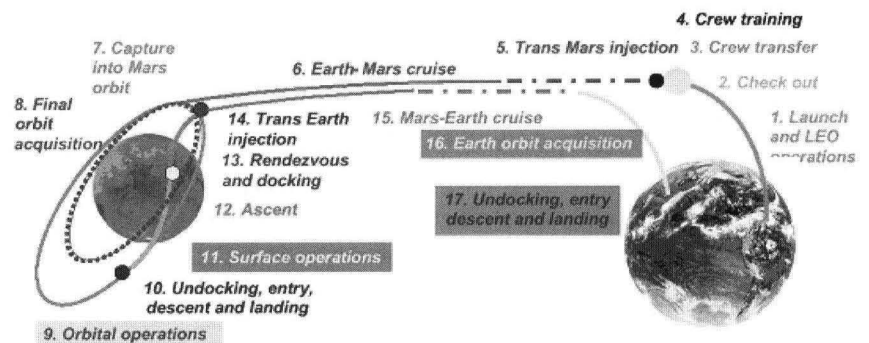 4. Crew training
7. Capture
into Mars
orbit
5. Trans Mars injection
3. Crew transfer
6. Earth-Mars cruise
2. Check out
8. Final
orbit
acquisition
14. Trans Earth
injection
15. Mars-Earth cruise
1. Launch
and LEO
operations
16. Earth orbit acquisition
13. Rendezvous
and docking
12. Ascent
17. Undocking, entry
descent and landing
11. Surface operations
10. Undocking, entry,
descent and landing
9. Orbital operations